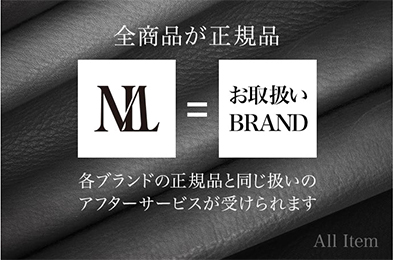 全商品が正規品
ML
=
お取扱い
BRAND
各ブランドの正規品と同じ扱いの
アフターサービスが受けられます
All Item